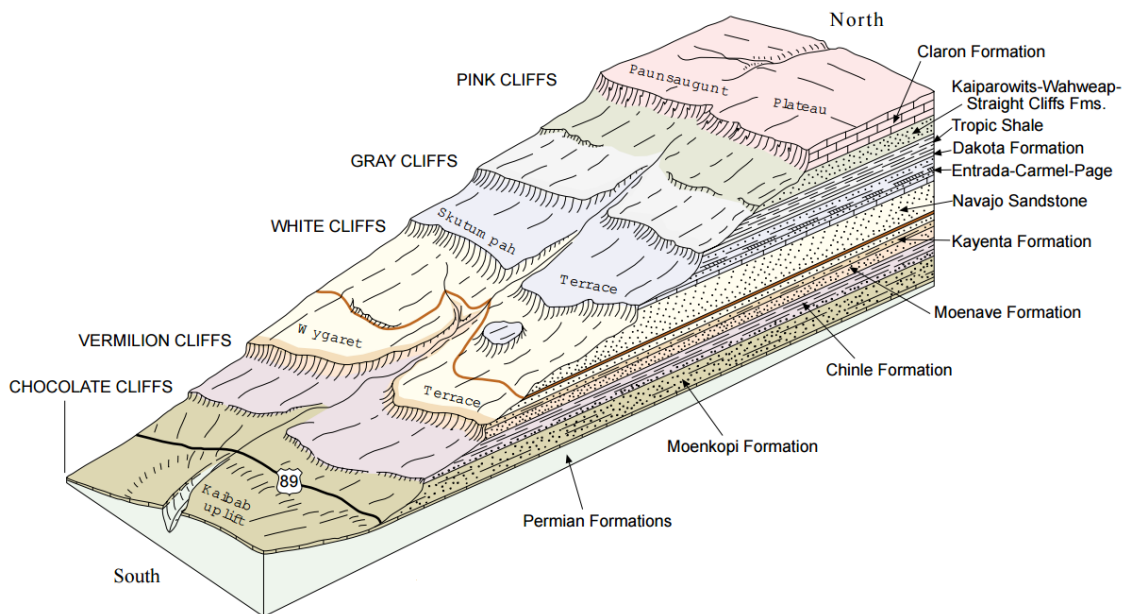 North
Claron Formation
PINK CLIFFS
Paunsaugunt
Plateau
Kaiparowits-Wahweap-
Straight Cliffs Fms.
Tropic Shale
Dakota Formation
GRAY CLIFFS
Entrada-Carmel-Page
Navajo Sandstone
WHITE CLIFFS
Skutum pah
Terrace
Kayenta Formation
Moenave Formation
VERMILION CLIFFS
W ygaret
Terrace
Chinle Formation
CHOCOLATE CLIFFS
Moenkopi Formation
89
Kaibab
uplift
Permian Formations
South